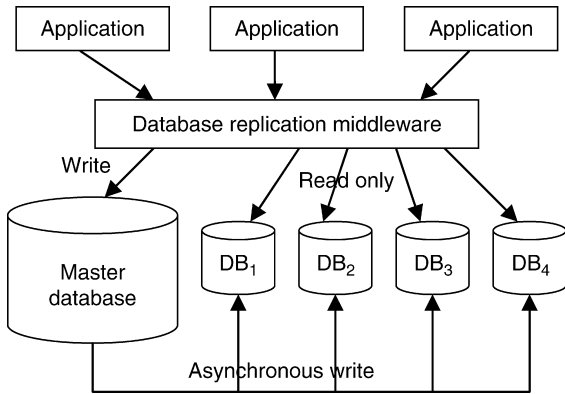 Application
Application
Application
Database replication middleware
Write
Read only
Master
database
DB1
DB2
DB3
DB4
Asynchronous write